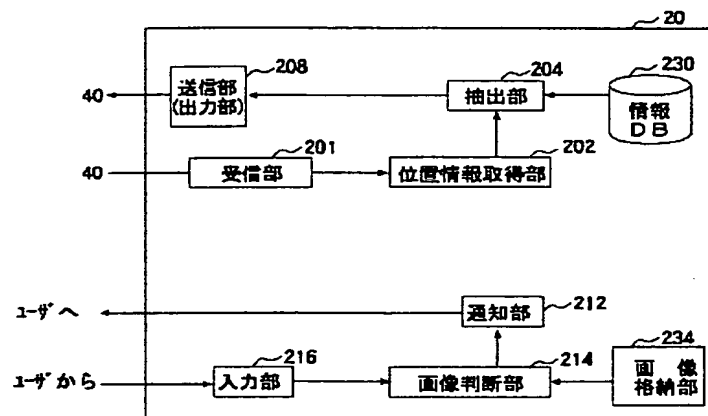 20
208
204
230
40
送信部
(出力部)
抽出部
情報
DB
201
202
40
受信部
位置情報取得部
212
ユーザへ
通知部
216
214
234
ユーザから
入力部
画像判断部
画像
格納部